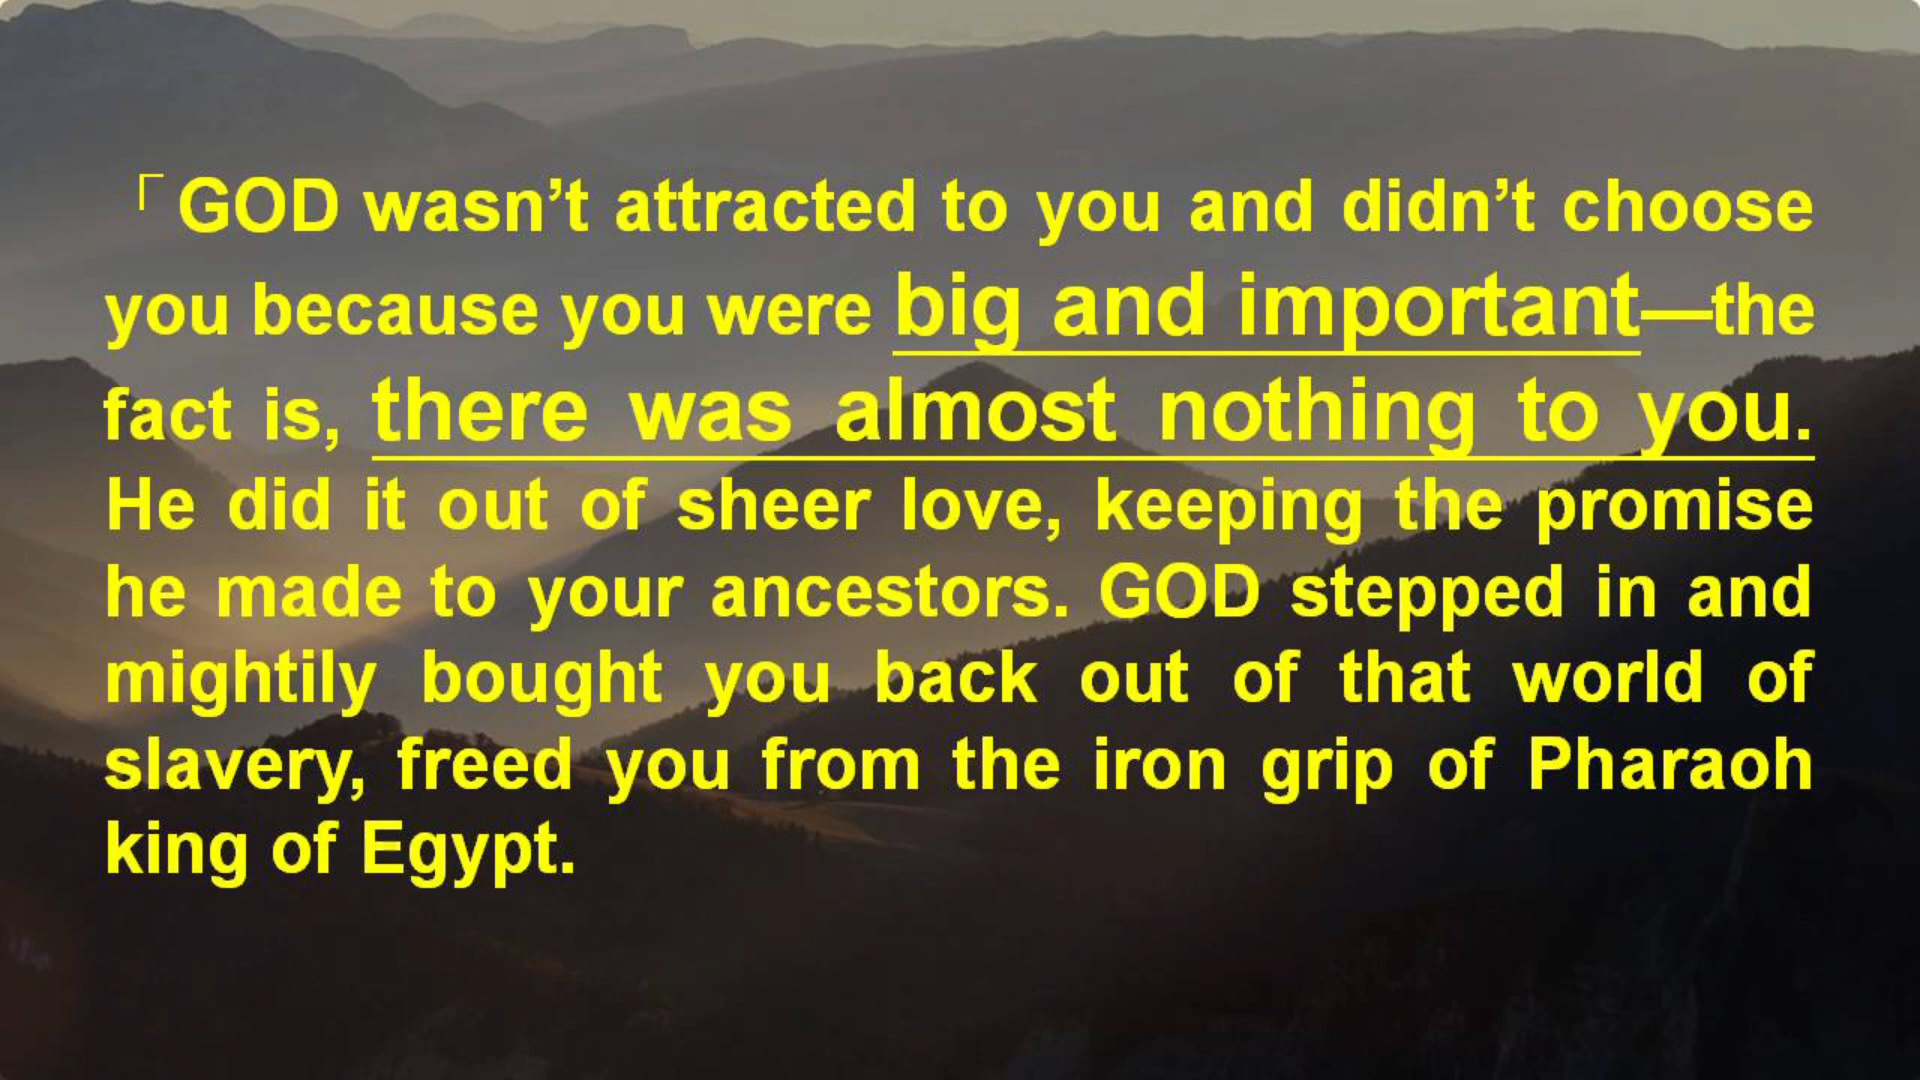 「GOD wasn’t attracted to you and didn’t choose
you because you were big and important—the
fact is, there was almost nothing to you.
He did it out of sheer love, keeping the promise
he made to your ancestors. GOD stepped in and
mightily bought you back out of that world of
slavery, freed you from the iron grip of Pharaoh
king of Egypt.